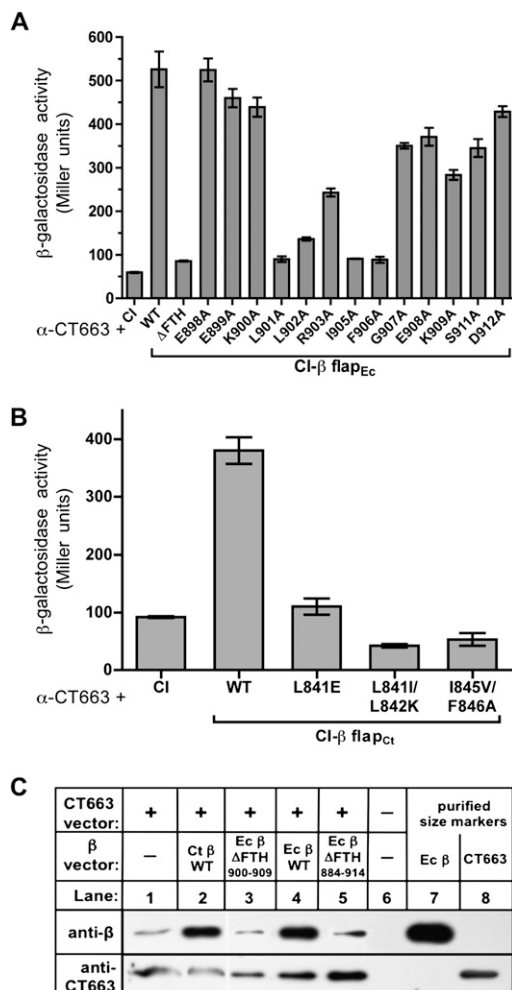 A
β-galactosidase activity
(Miller units)
600
500
400
300
200
100
0
α-CT663 +
CI
WT
ΔFTH
E898A
E899A
K900A
L901A
L902A
R903A
I905A
F906A
G907A
E908A
K909A
S911A
D912A
CI-β flapEc
B
β-galactosidase activity
(Miller units)
400
300
200
100
0
α-CT663 +
CI
WT
L841E
L841I/
L842K
I845V/
F846A
CI-β flapCt
C
CT663 vector: + + + + + – purified size markers
β vector: – Ct β WT Ec β ΔFTH 900-909 Ec β WT Ec β ΔFTH 884-914 – Ec β CT663
Lane: 1 2 3 4 5 6 7 8
anti-β
anti-
CT663